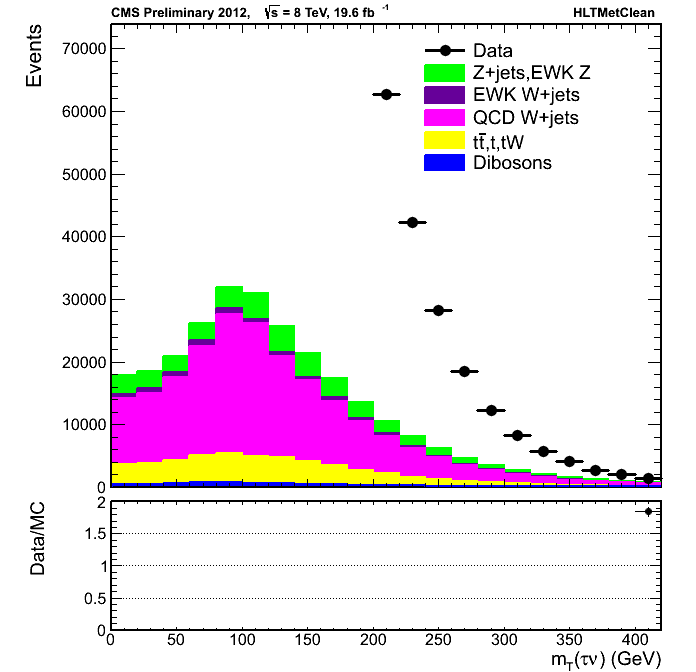 CMS Preliminary 2012, √s = 8 TeV, 19.6 fb⁻¹ HLTMetClean
Events
70000
60000
50000
40000
30000
20000
10000
0
Data
Z+jets,EWK Z
EWK W+jets
QCD W+jets
tt̄,t,tW
Dibosons
Data/MC
2
1.5
1
0.5
0
0 50 100 150 200 250 300 350 400
m_T(τν) (GeV)